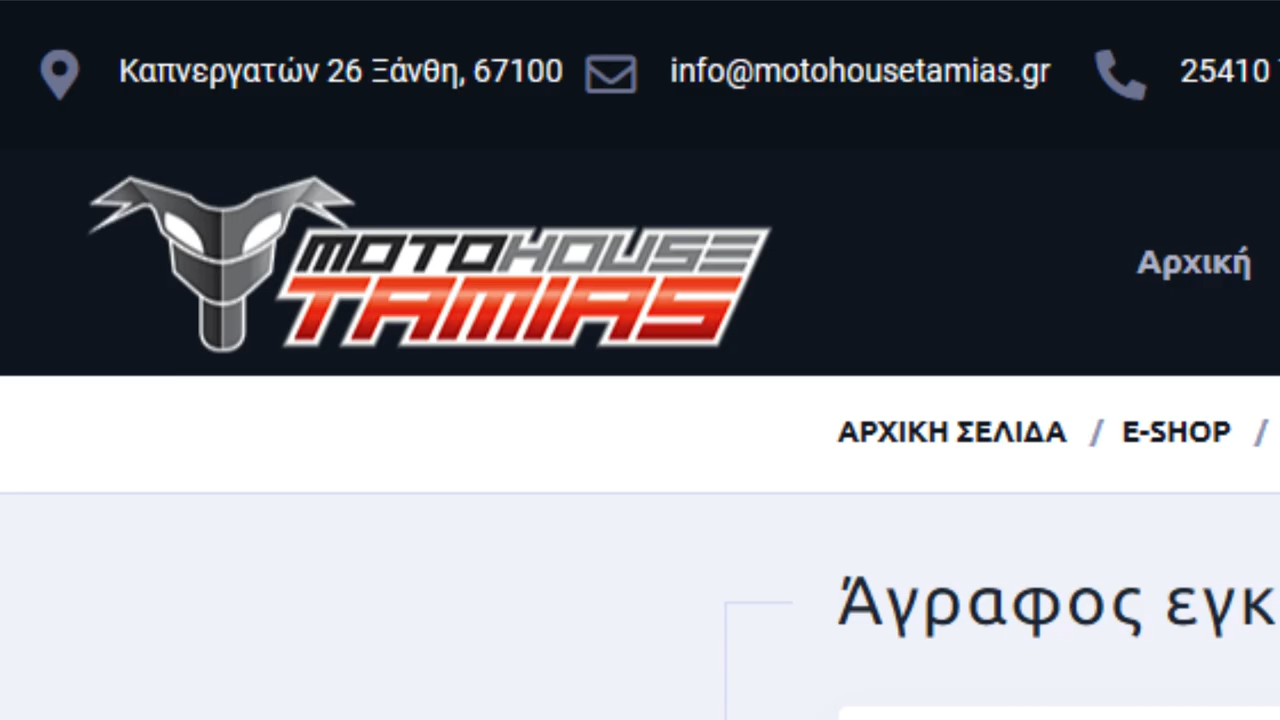 Καπνεργατών 26 Ξάνθη, 67100 info@motohousetamias.gr 25410
MOTOHOUSE
TAMIAS
Αρχική
ΑΡΧΙΚΗ ΣΕΛΙΔΑ / E-SHOP /
Άγραφος εγκ